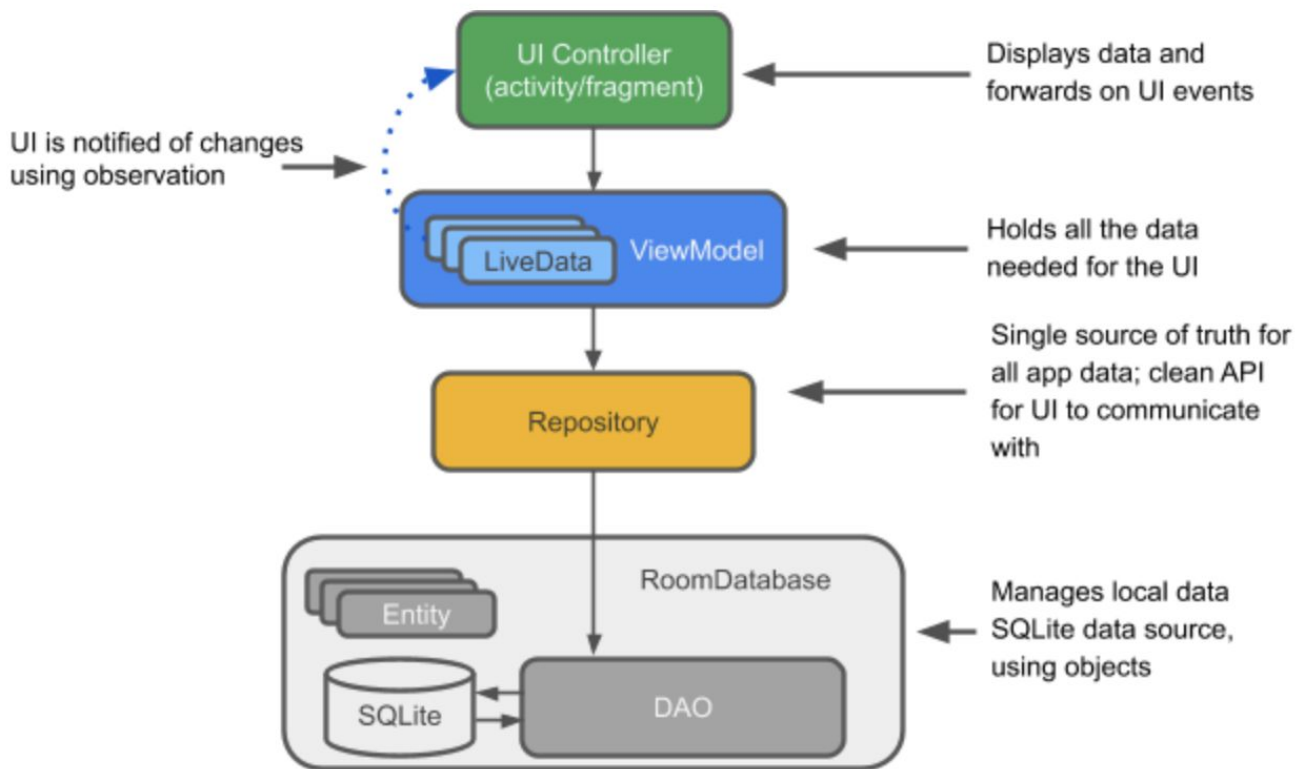 UI Controller
(activity/fragment)
Displays data and
forwards on UI events
UI is notified of changes
using observation
LiveData
ViewModel
Holds all the data
needed for the UI
Single source of truth for
all app data; clean API
for UI to communicate
with
Repository
RoomDatabase
Entity
SQLite
DAO
Manages local data
SQLite data source,
using objects